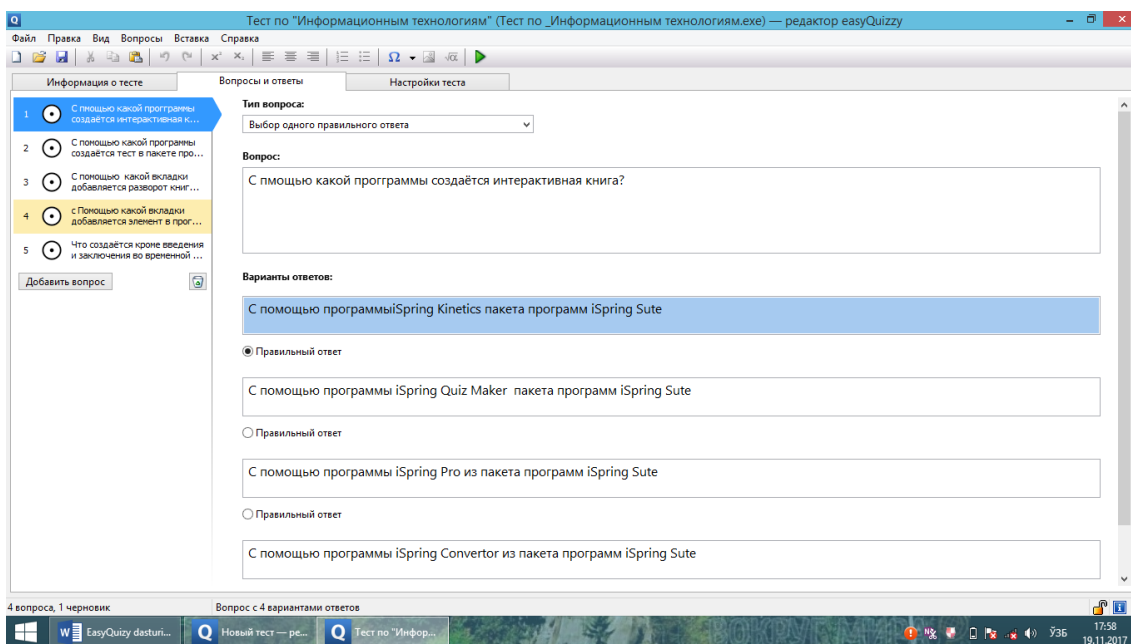 Тест по "Информационным технологиям" (Тест по _Информационным технологиям.exe) — редактор easyQuizzy
Файл Правка Вид Вопросы Вставка Справка
Информация о тесте Вопросы и ответы Настройки теста
1 С пмощью какой прогграммы
создаётся интерактивная к...
2 С помощью какой программы
создаётся тест в пакете про...
3 С помощью какой вкладки
добавляется разворот книг...
4 с Помощью какой вкладки
добавляется элемент в прог...
5 Что создаётся кроме введения
и заключения во временной ...
Добавить вопрос
Тип вопроса:
Выбор одного правильного ответа
Вопрос:
С пмощью какой прогграммы создаётся интерактивная книга?
Варианты ответов:
С помощью программыiSpring Kinetics пакета программ iSpring Sute
Правильный ответ
С помощью программы iSpring Quiz Maker пакета программ iSpring Sute
Правильный ответ
С помощью программы iSpring Pro из пакета программ iSpring Sute
Правильный ответ
С помощью программы iSpring Convertor из пакета программ iSpring Sute
4 вопроса, 1 черновик Вопрос с 4 вариантами ответов
EasyQuizy dasturi... Новый тест — ре... Тест по "Инфор... ЎЗБ 17:58
19.11.2017